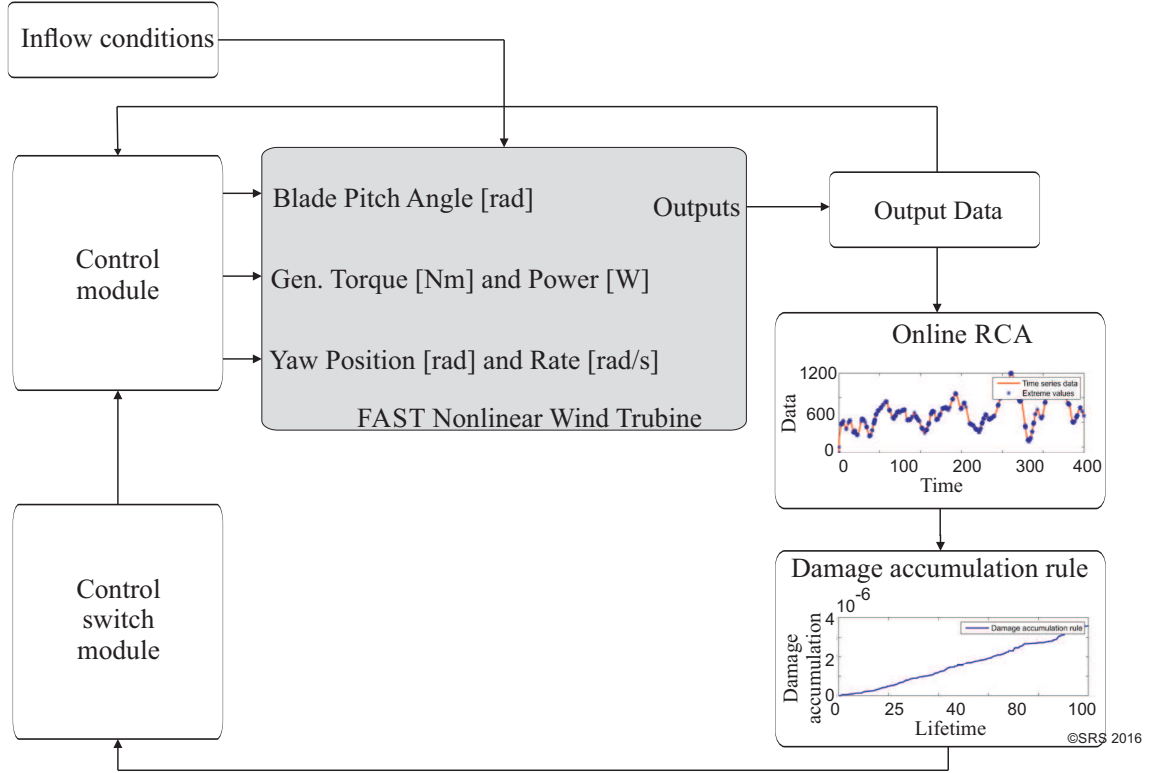 Inflow conditions
Control
module
Blade Pitch Angle [rad]
Gen. Torque [Nm] and Power [W]
Yaw Position [rad] and Rate [rad/s]
FAST Nonlinear Wind Trubine
Outputs
Output Data
Online RCA
Time series data
Extreme values
1200
600
0
Data
0 100 200 300 400
Time
Damage accumulation rule
10-6
Damage accumulation rule
4
2
0
Damage
accumulation
0 25 40 80 100
Lifetime
©SRS 2016
Control
switch
module